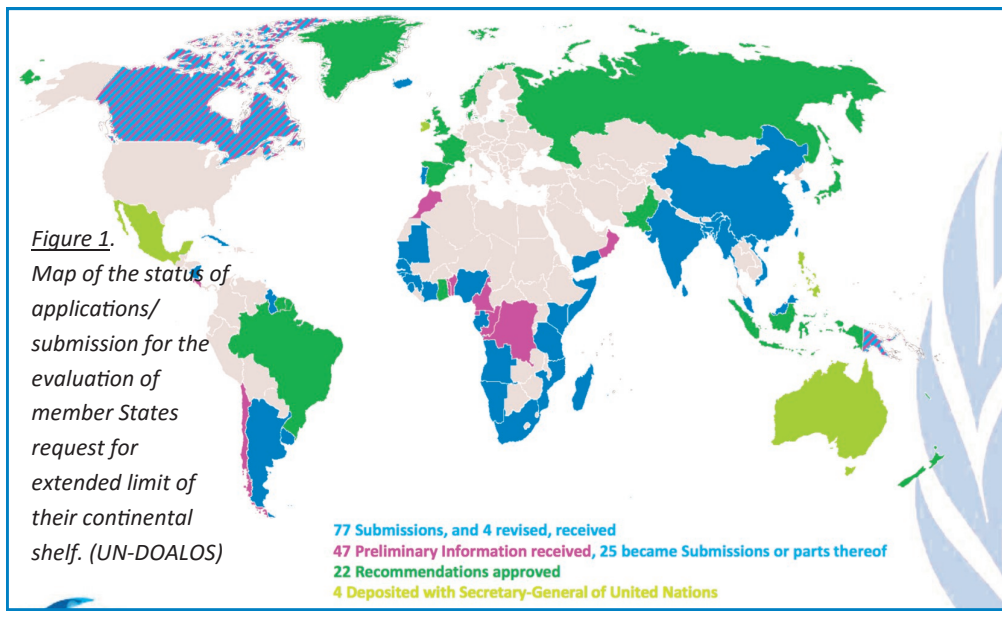 Figure 1.
Map of the status of
applications/
submission for the
evaluation of
member States
request for
extended limit of
their continental
shelf. (UN-DOALOS)
77 Submissions, and 4 revised, received
47 Preliminary Information received, 25 became Submissions or parts thereof
22 Recommendations approved
4 Deposited with Secretary-General of United Nations